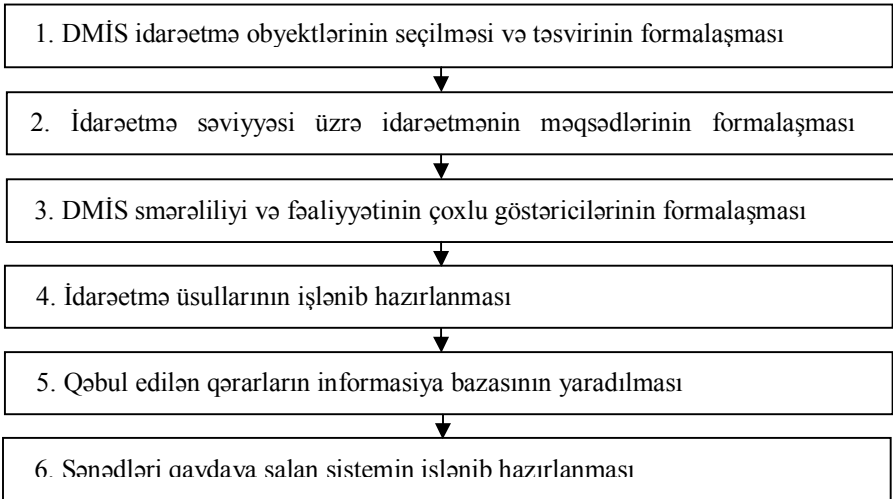 1. DMİS idarəetmə obyektlərinin seçilməsi və təsvirinin formalaşması
2. İdarəetmə səviyyəsi üzrə idarəetmənin məqsədlərinin formalaşması
3. DMİS smərəliliyi və fəaliyyətinin çoxlu göstəricilərinin formalaşması
4. İdarəetmə üsullarının işlənib hazırlanması
5. Qəbul edilən qərarların informasiya bazasının yaradılması
6. Sənədləri qaydaya salan sistemin işlənib hazırlanması